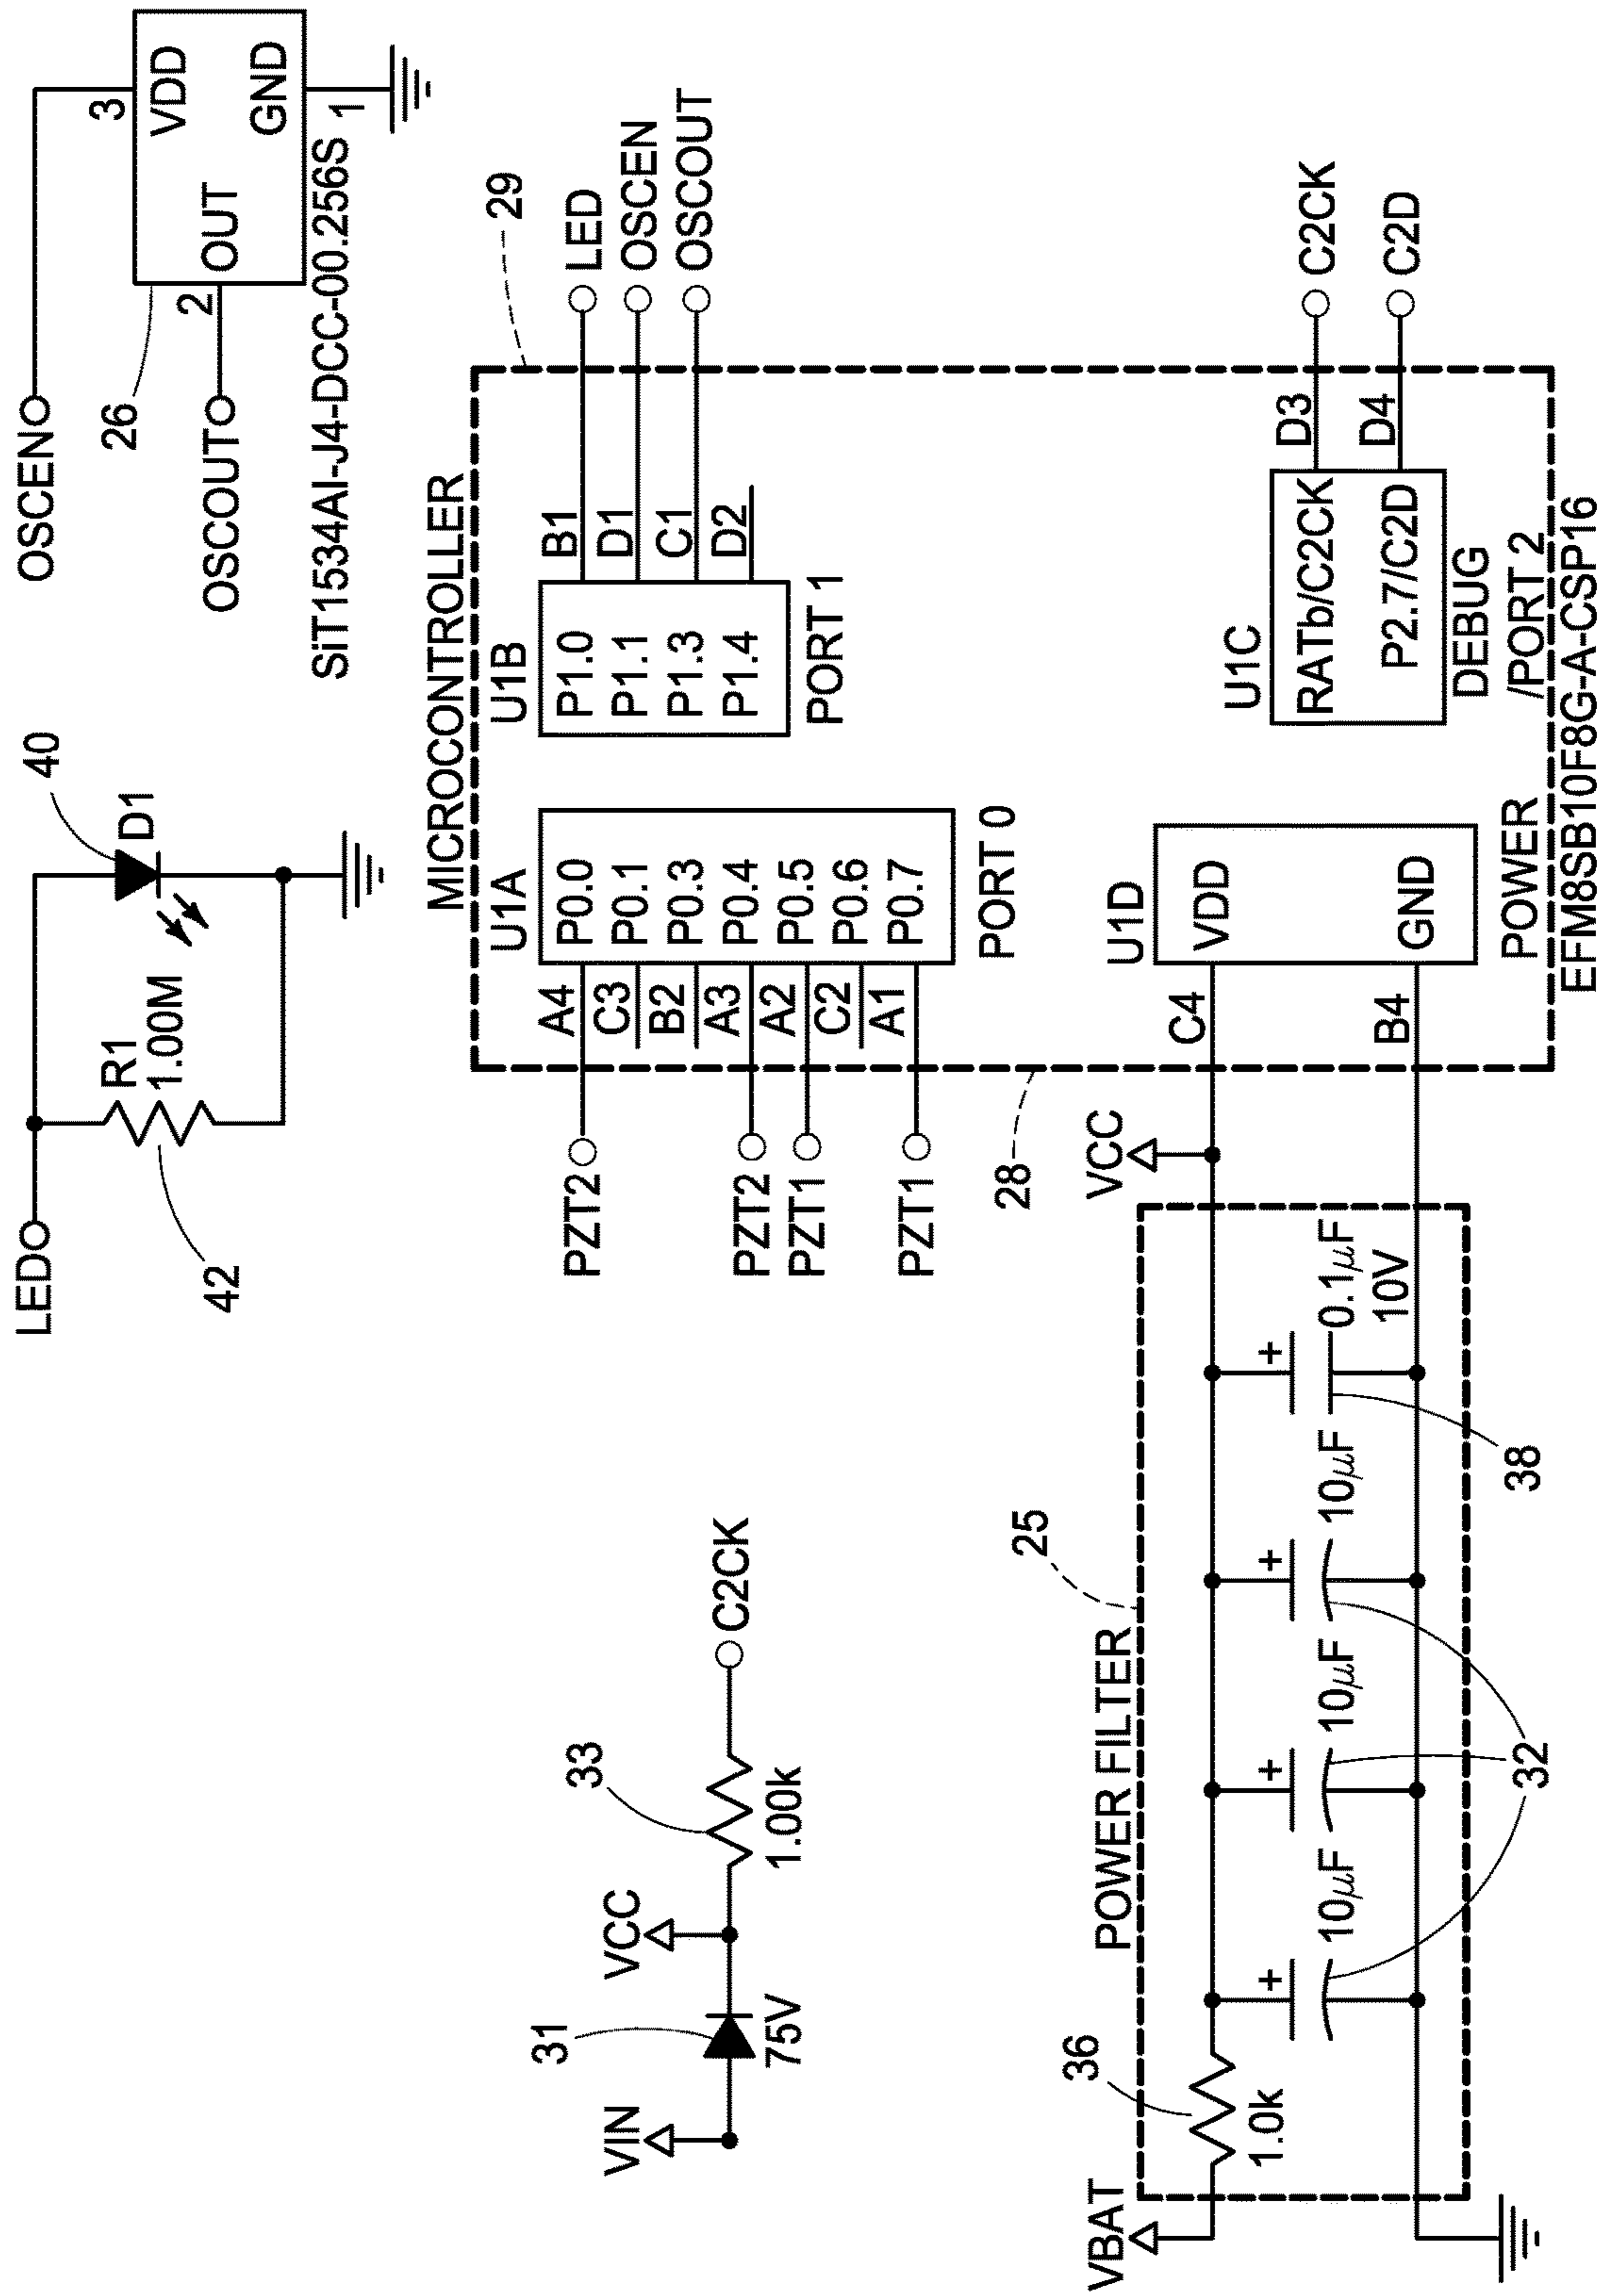 LED
42
R1
1.00M
40
D1
OSCEN
OSCOUT
26
3
VDD
2
OUT
GND
1
SiT1534AI-J4-DCC-00.256S
VIN
31
75V
VCC
33
1.00k
C2CK
MICROCONTROLLER
29
U1A
P0.0
P0.1
P0.3
P0.4
P0.5
P0.6
P0.7
PORT 0
A4
C3
B2
A3
A2
C2
A1
PZT2
PZT2
PZT1
PZT1
28
U1B
P1.0
P1.1
P1.3
P1.4
PORT 1
B1
D1
C1
D2
LED
OSCEN
OSCOUT
VBAT
POWER FILTER
25
36
1.0k
+
10µF
+
10µF
+
10µF
+
0.1µF
10V
32
38
VCC
C4
B4
U1D
VDD
GND
POWER
U1C
RATb/C2CK
P2.7/C2D
DEBUG
/PORT 2
D3
D4
C2CK
C2D
EFM8SB10F8G-A-CSP16